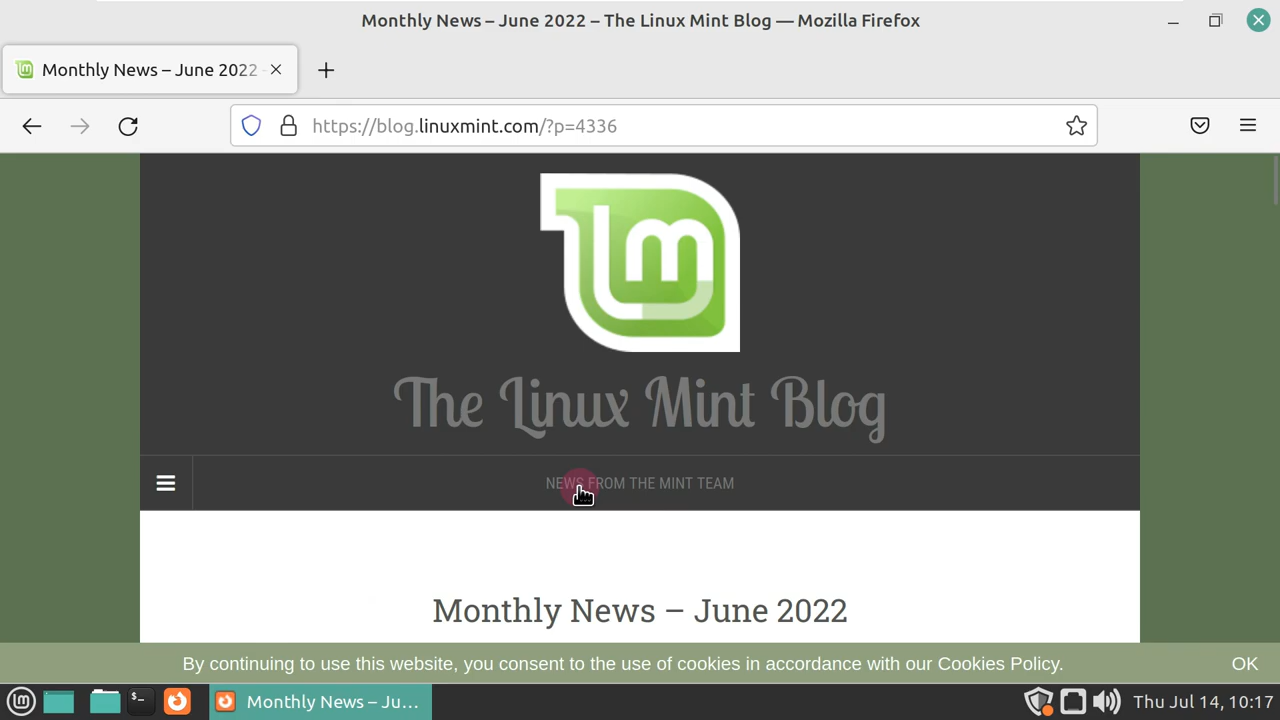 Monthly News – June 2022 – The Linux Mint Blog — Mozilla Firefox
Monthly News – June 2022
https://blog.linuxmint.com/?p=4336
lm
The Linux Mint Blog
NEWS FROM THE MINT TEAM
Monthly News – June 2022
By continuing to use this website, you consent to the use of cookies in accordance with our Cookies Policy.
OK
Monthly News – Ju...
Thu Jul 14, 10:17